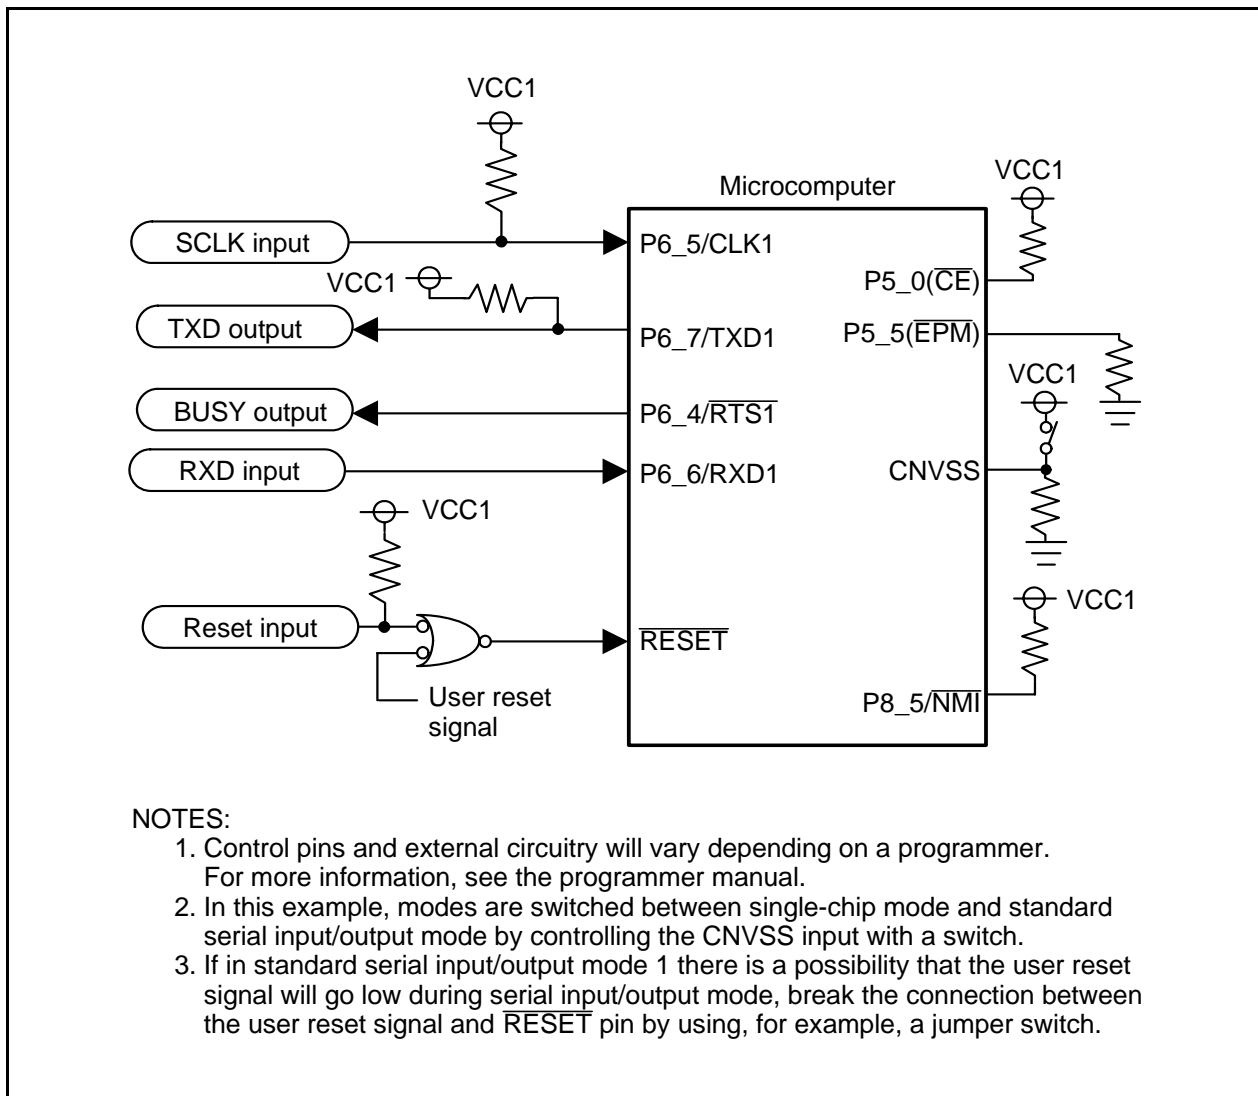 VCC1
Microcomputer
VCC1
SCLK input
P6_5/CLK1
VCC1
P5_0(C̅E̅)
TXD output
P6_7/TXD1
P5_5(E̅P̅M̅)
VCC1
BUSY output
P6_4/R̅T̅S̅1̅
RXD input
P6_6/RXD1
CNVSS
VCC1
VCC1
Reset input
R̅E̅S̅E̅T̅
User reset
signal
P8_5/N̅M̅I̅
NOTES:
1. Control pins and external circuitry will vary depending on a programmer.
For more information, see the programmer manual.
2. In this example, modes are switched between single-chip mode and standard
serial input/output mode by controlling the CNVSS input with a switch.
3. If in standard serial input/output mode 1 there is a possibility that the user reset
signal will go low during serial input/output mode, break the connection between
the user reset signal and R̅E̅S̅E̅T̅ pin by using, for example, a jumper switch.